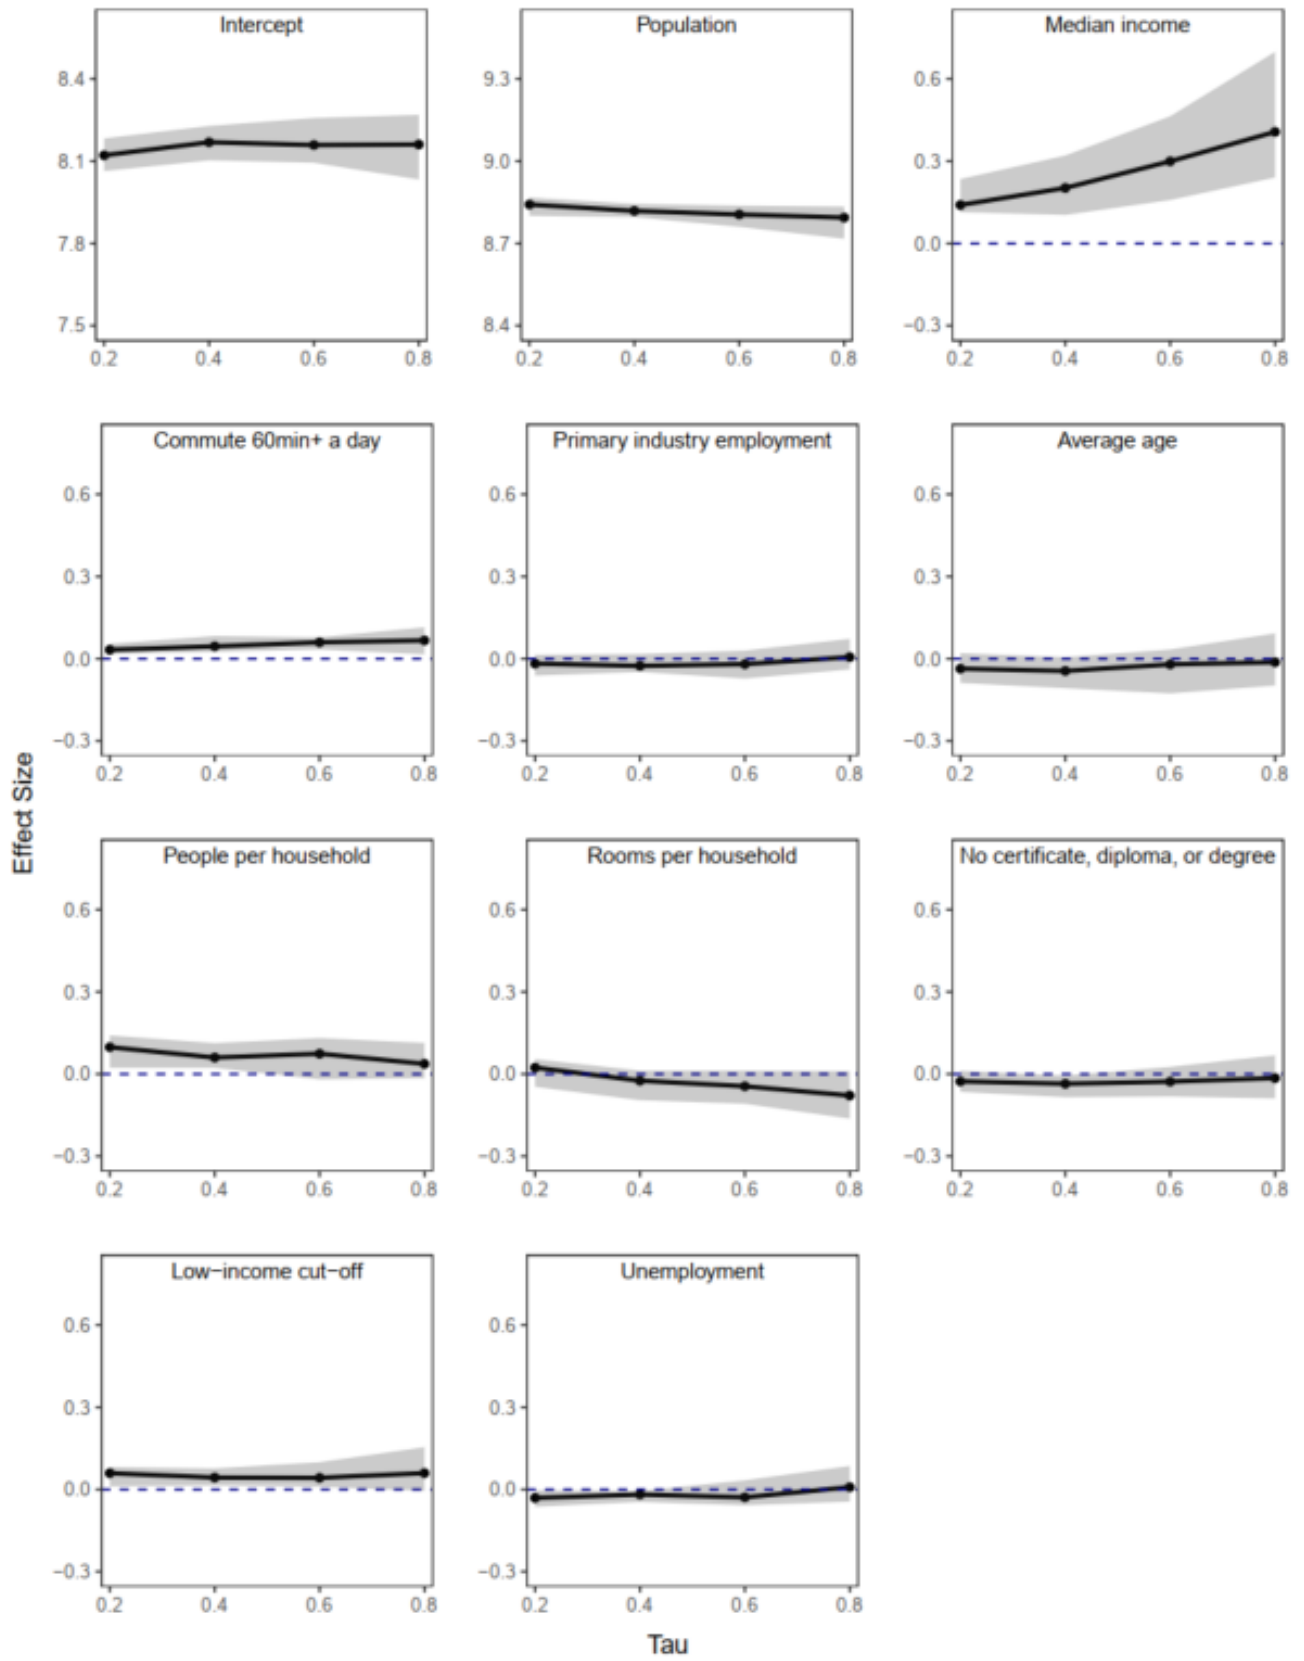 Intercept
Population
Median income
8.4
8.1
7.8
7.5
9.3
9.0
8.7
8.4
0.6
0.3
0.0
−0.3
0.2 0.4 0.6 0.8
0.2 0.4 0.6 0.8
0.2 0.4 0.6 0.8
Commute 60min+ a day
Primary industry employment
Average age
0.6
0.3
0.0
−0.3
0.6
0.3
0.0
−0.3
0.6
0.3
0.0
−0.3
0.2 0.4 0.6 0.8
0.2 0.4 0.6 0.8
0.2 0.4 0.6 0.8
Effect Size
People per household
Rooms per household
No certificate, diploma, or degree
0.6
0.3
0.0
−0.3
0.6
0.3
0.0
−0.3
0.6
0.3
0.0
−0.3
0.2 0.4 0.6 0.8
0.2 0.4 0.6 0.8
0.2 0.4 0.6 0.8
Low−income cut−off
Unemployment
0.6
0.3
0.0
−0.3
0.6
0.3
0.0
−0.3
0.2 0.4 0.6 0.8
0.2 0.4 0.6 0.8
Tau